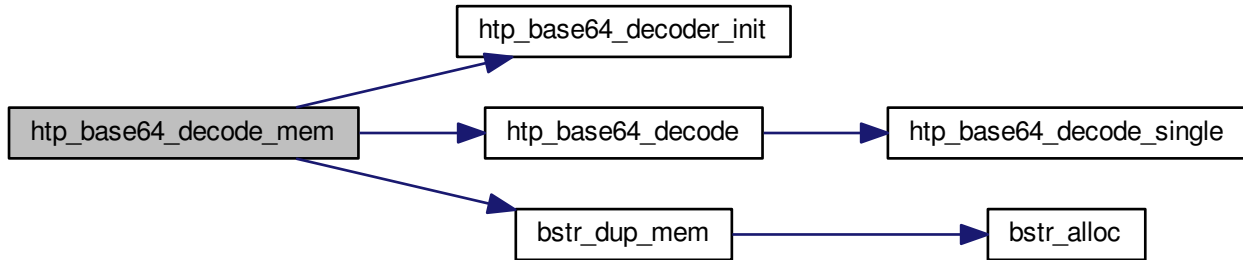 htp_base64_decoder_init
htp_base64_decode_mem
htp_base64_decode
htp_base64_decode_single
bstr_dup_mem
bstr_alloc